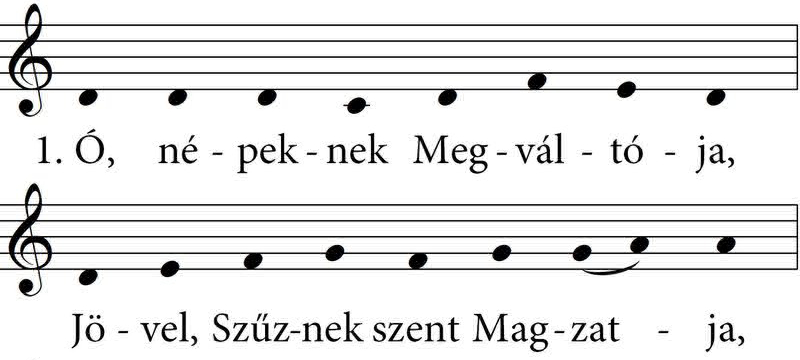 1. Ó, né - pek - nek Meg - vál - tó - ja,
Jö - vel, Szűz-nek szent Mag - zat - ja,